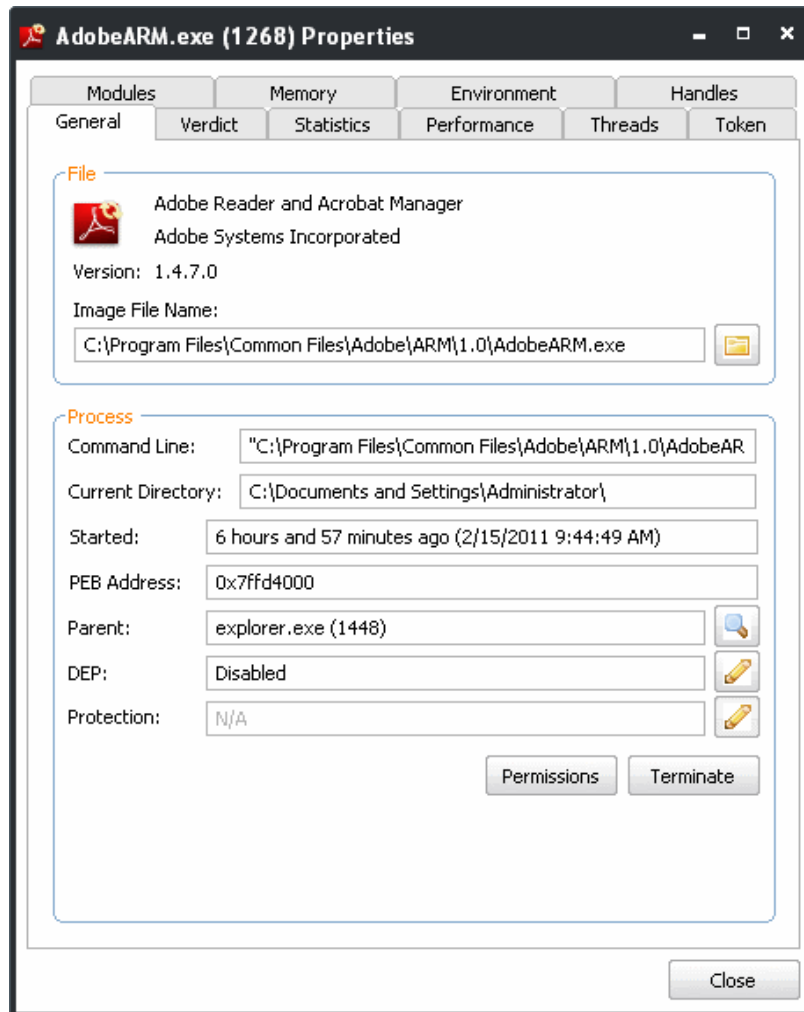 AdobeARM.exe (1268) Properties
Modules Memory Environment Handles
General Verdict Statistics Performance Threads Token
File
Adobe Reader and Acrobat Manager
Adobe Systems Incorporated
Version: 1.4.7.0
Image File Name:
C:\Program Files\Common Files\Adobe\ARM\1.0\AdobeARM.exe
Process
Command Line: "C:\Program Files\Common Files\Adobe\ARM\1.0\AdobeAR
Current Directory: C:\Documents and Settings\Administrator\
Started: 6 hours and 57 minutes ago (2/15/2011 9:44:49 AM)
PEB Address: 0x7ffd4000
Parent: explorer.exe (1448)
DEP: Disabled
Protection: N/A
Permissions Terminate
Close